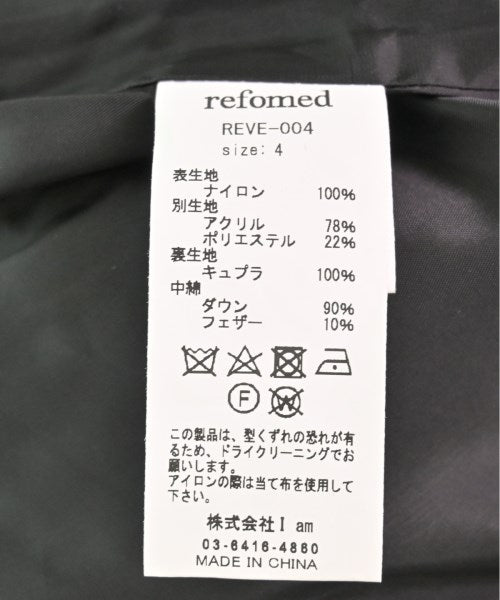 refomed
REVE-004
size: 4
表生地
ナイロン 100%
別生地
アクリル 78%
ポリエステル 22%
裏生地
キュプラ 100%
中綿
ダウン 90%
フェザー 10%
F W
この製品は、型くずれの恐れが有
るため、ドライクリーニングでお
願いします。
アイロンの際は当て布を使用して
下さい。
株式会社I am
03-6416-4860
MADE IN CHINA